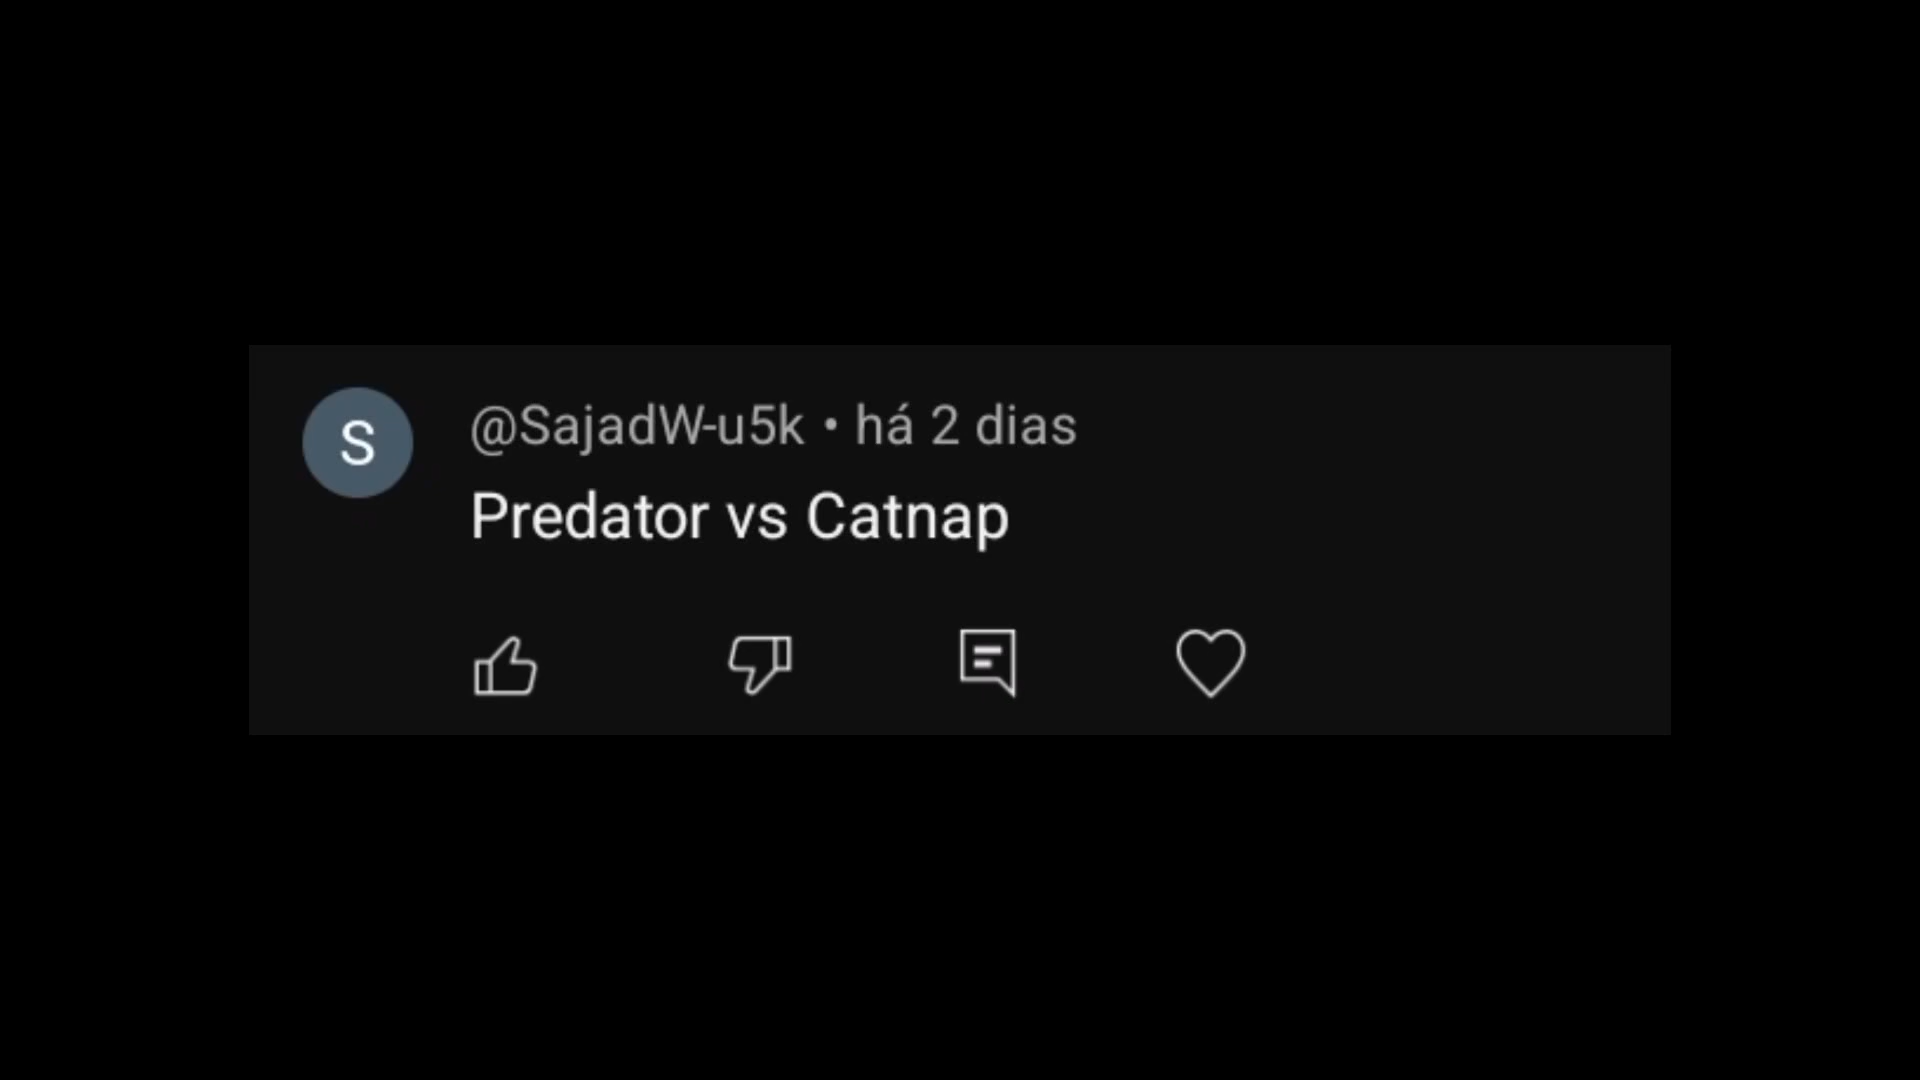 S
@SajadW-u5k • há 2 dias
Predator vs Catnap